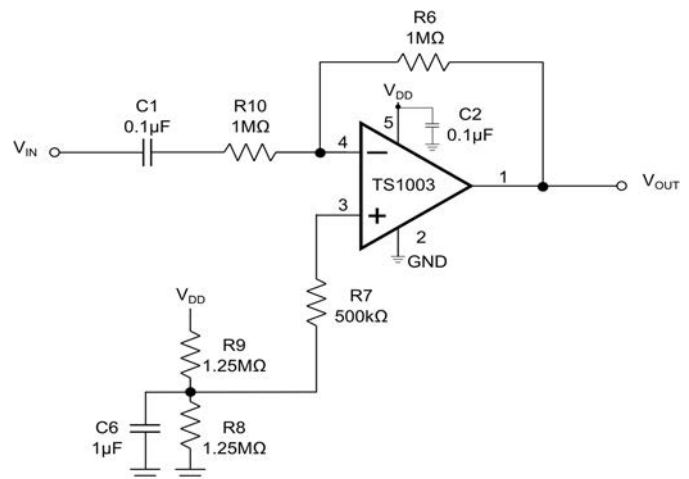 R6
1MΩ
C1
0.1µF
R10
1MΩ
VDD
C2
0.1µF
5
VIN
4
TS1003
1
VOUT
3
2
GND
R7
500kΩ
VDD
R9
1.25MΩ
C6
1µF
R8
1.25MΩ